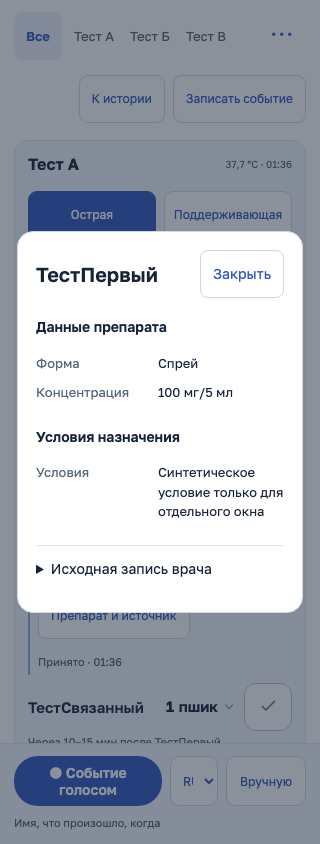 Все Тест А Тест Б Тест В •••
К истории Записать событие
Тест А 37,7 °C · 01:36
Острая Поддерживающая
ТестПервый Закрыть
Данные препарата
Форма Спрей
Концентрация 100 мг/5 мл
Условия назначения
Условия Синтетическое
условие только для
отдельного окна
▶ Исходная запись врача
Препарат и источник
Принято · 01:36
ТестСвязанный 1 пшик
Через 10–15 мин после ТестПервый
Событие
голосом
RU Вручную
Имя, что произошло, когда